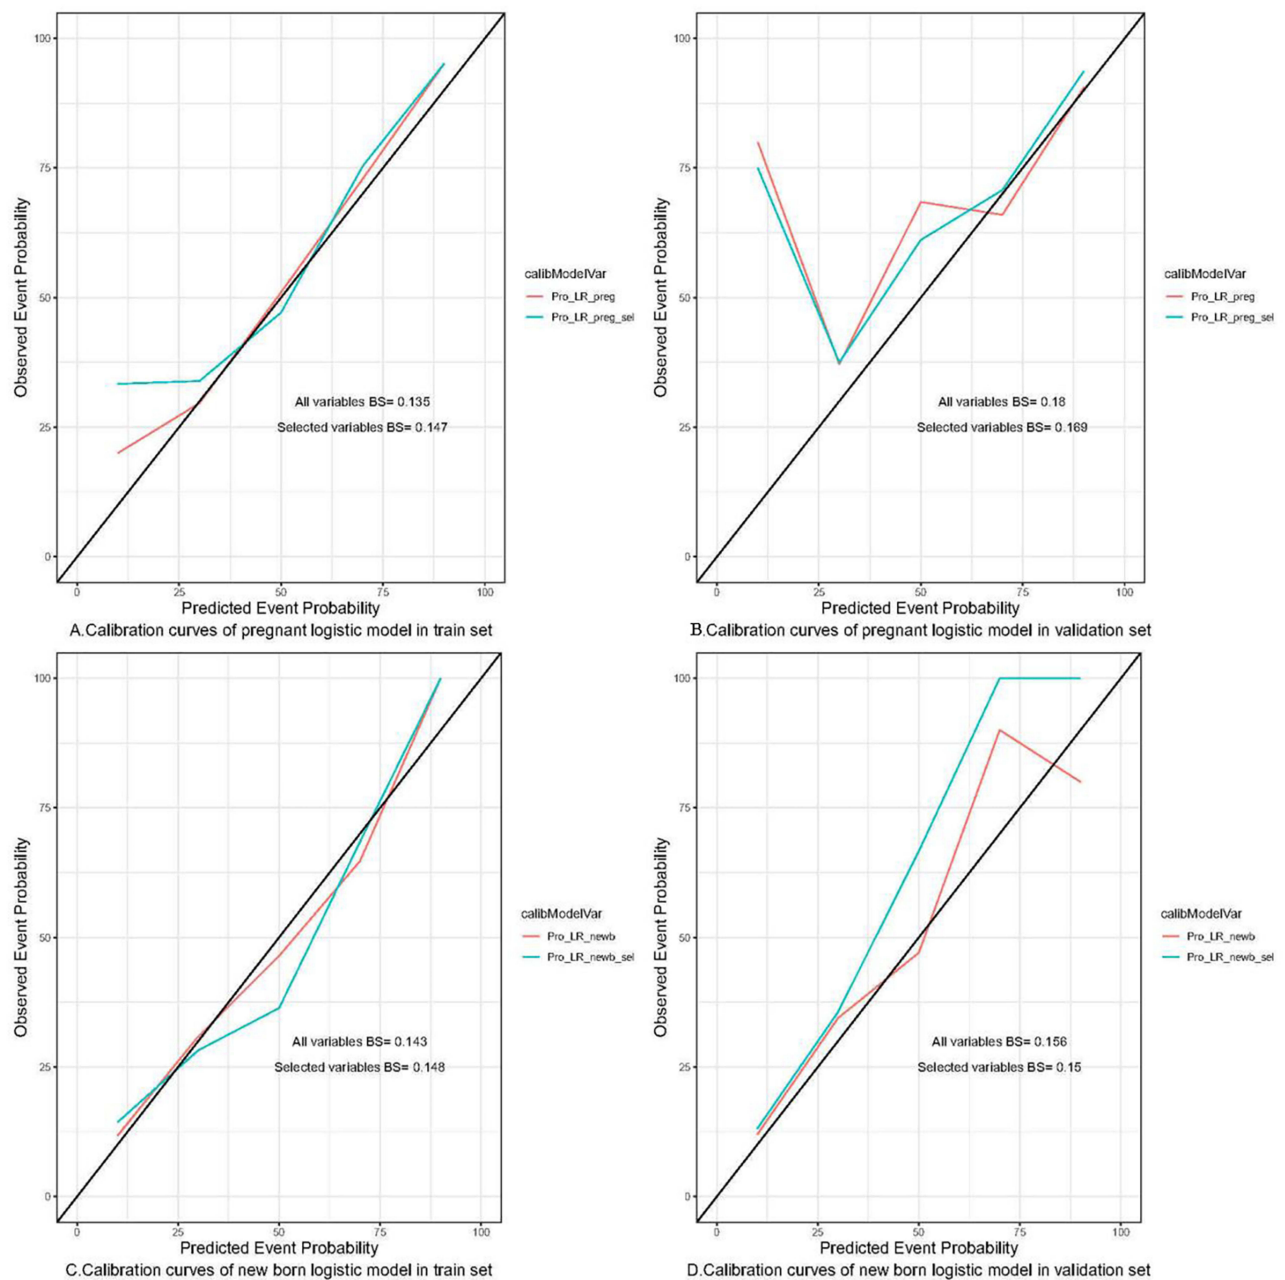 100
75
50
25
0
Observed Event Probability
All variables BS= 0.135
Selected variables BS= 0.147
0 25 50 75 100
Predicted Event Probability
calibModelVar
Pro_LR_preg
Pro_LR_preg_sel
A.Calibration curves of pregnant logistic model in train set
100
75
50
25
0
Observed Event Probability
All variables BS= 0.18
Selected variables BS= 0.169
0 25 50 75 100
Predicted Event Probability
calibModelVar
Pro_LR_preg
Pro_LR_preg_sel
B.Calibration curves of pregnant logistic model in validation set
100
75
50
25
0
Observed Event Probability
All variables BS= 0.143
Selected variables BS= 0.148
0 25 50 75 100
Predicted Event Probability
calibModelVar
Pro_LR_newb
Pro_LR_newb_sel
C.Calibration curves of new born logistic model in train set
100
75
50
25
0
Observed Event Probability
All variables BS= 0.156
Selected variables BS= 0.15
0 25 50 75 100
Predicted Event Probability
calibModelVar
Pro_LR_newb
Pro_LR_newb_sel
D.Calibration curves of new born logistic model in validation set